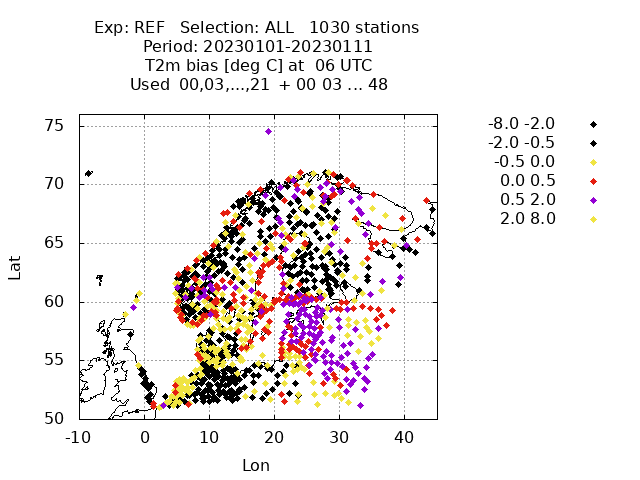 Exp: REF   Selection: ALL   1030 stations
Period: 20230101-20230111
T2m bias [deg C] at  06 UTC
Used  00,03,...,21  + 00 03 ... 48
75
70
65
60
55
50
-10 0 10 20 30 40
Lat
Lon
-8.0 -2.0
-2.0 -0.5
-0.5 0.0
0.0 0.5
0.5 2.0
2.0 8.0